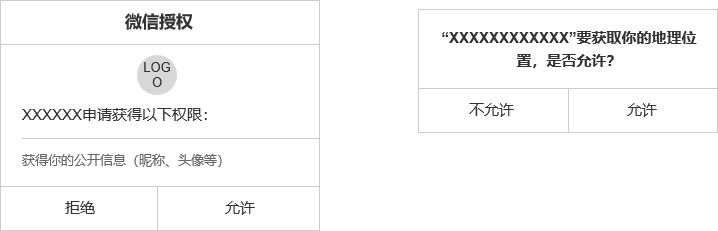 微信授权
LOG
O
XXXXXX申请获得以下权限：
获得你的公开信息（昵称、头像等）
拒绝
允许
“XXXXXXXXXXXX”要获取你的地理位
置，是否允许？
不允许
允许